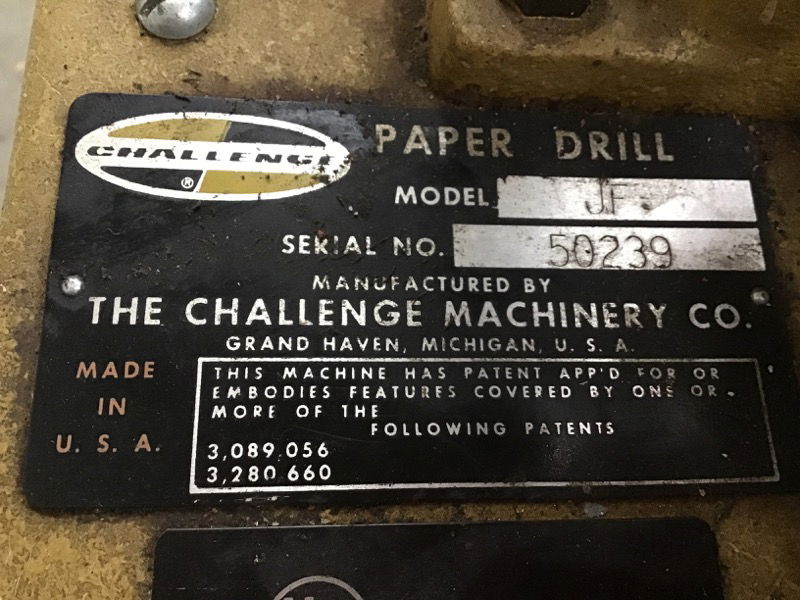 CHALLENGE
®
PAPER DRILL
MODEL JF
SERIAL NO. 50239
MANUFACTURED BY
THE CHALLENGE MACHINERY CO.
GRAND HAVEN, MICHIGAN, U. S. A.
MADE
IN
U. S. A.
THIS MACHINE HAS PATENT APP'D FOR OR
EMBODIES FEATURES COVERED BY ONE OR
MORE OF THE
FOLLOWING PATENTS
3,089,056
3,280,660